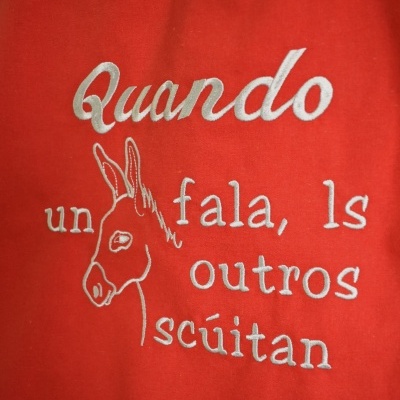 Quando
un fala, ls
outros
scúitan